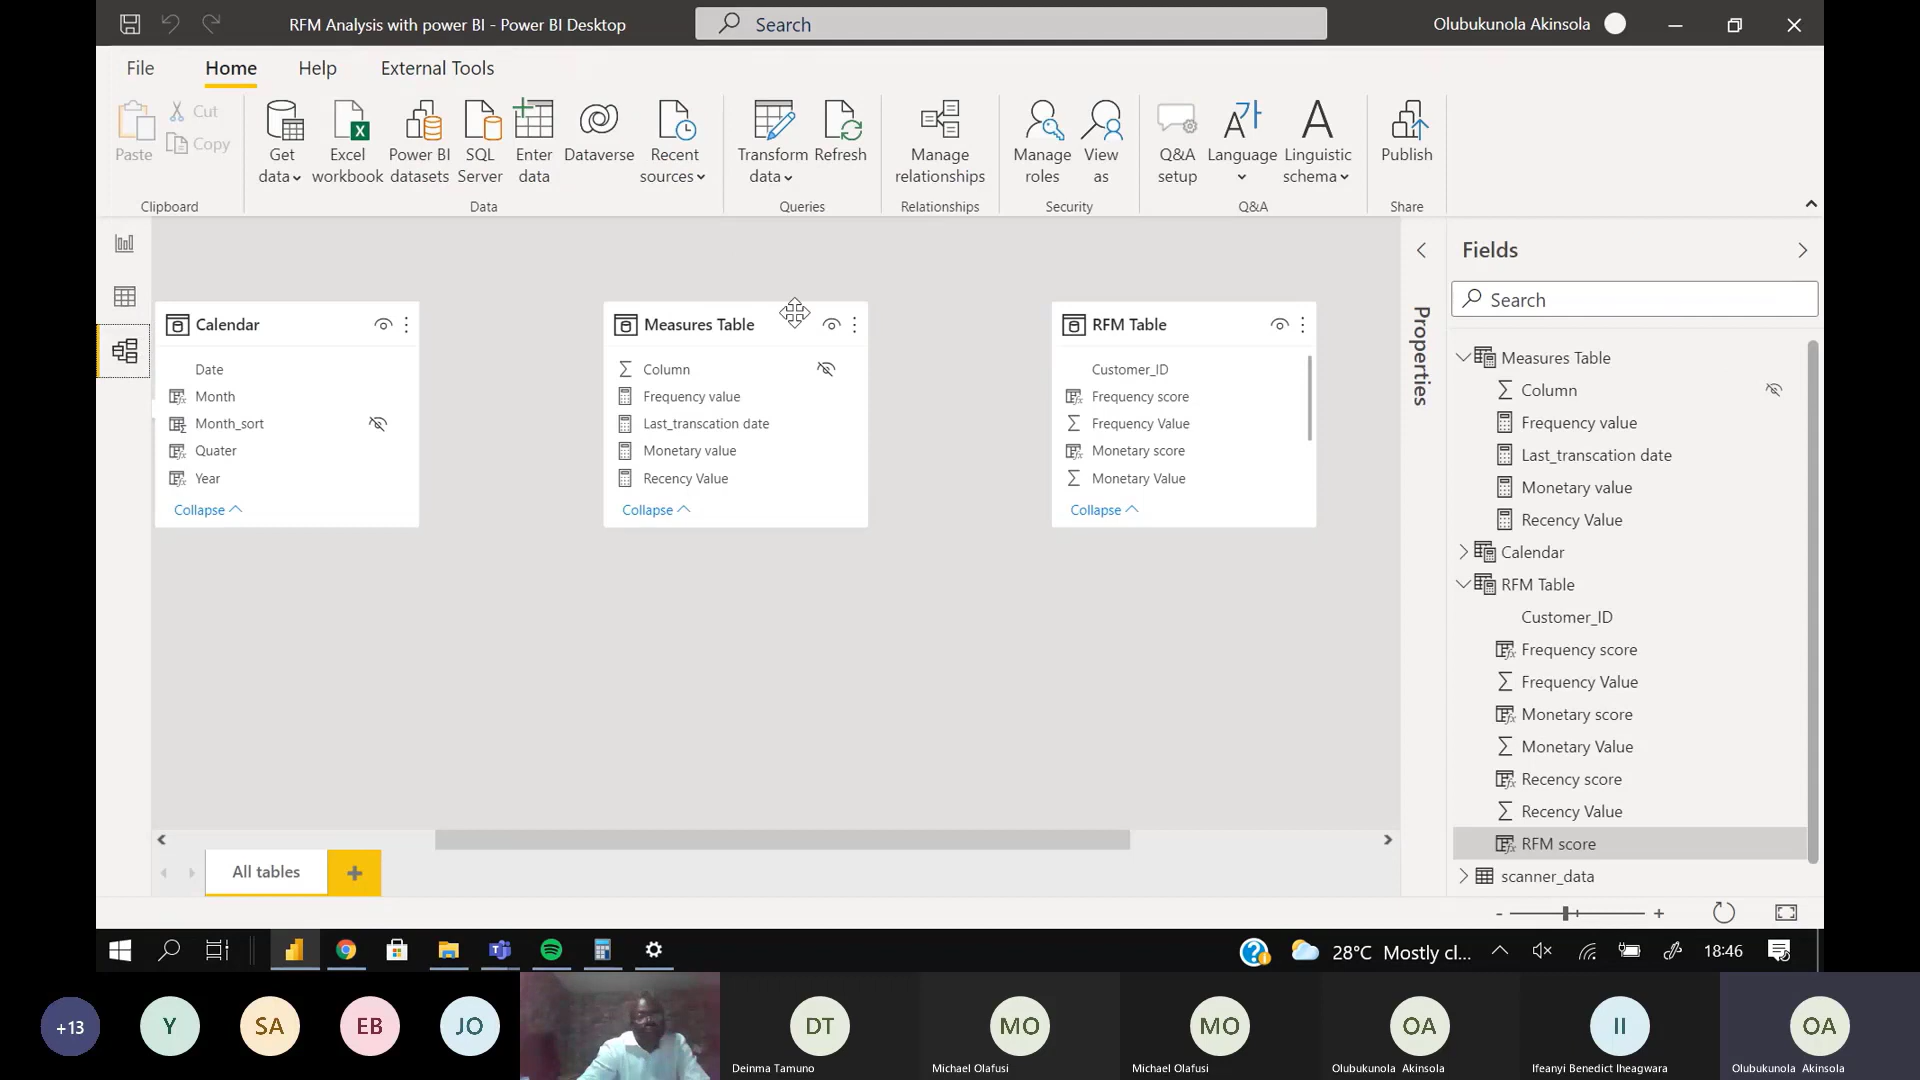 RFM Analysis with power BI - Power BI Desktop
Search
Olubukunola Akinsola
File
Home
Help
External Tools
Paste
Cut
Copy
Get data
Excel workbook
Power BI datasets
SQL Server
Enter data
Dataverse
Recent sources
Transform data
Refresh
Manage relationships
Manage roles
View as
Q&A setup
Language
Linguistic schema
Publish
Clipboard
Data
Queries
Relationships
Security
Q&A
Share
Calendar
Date
Month
Month_sort
Quater
Year
Collapse
Measures Table
Column
Frequency value
Last_transcation date
Monetary value
Recency Value
Collapse
RFM Table
Customer_ID
Frequency score
Frequency Value
Monetary score
Monetary Value
Collapse
Properties
Fields
Search
Measures Table
Column
Frequency value
Last_transcation date
Monetary value
Recency Value
Calendar
RFM Table
Customer_ID
Frequency score
Frequency Value
Monetary score
Monetary Value
Recency score
Recency Value
RFM score
scanner_data
All tables
+
- +
28°C Mostly cl...
18:46
+13
Y
SA
EB
JO
DT
Deinma Tamuno
MO
Michael Olafusi
MO
Michael Olafusi
OA
Olubukunola Akinsola
II
Ifeanyi Benedict Iheagwara
OA
Olubukunola Akinsola